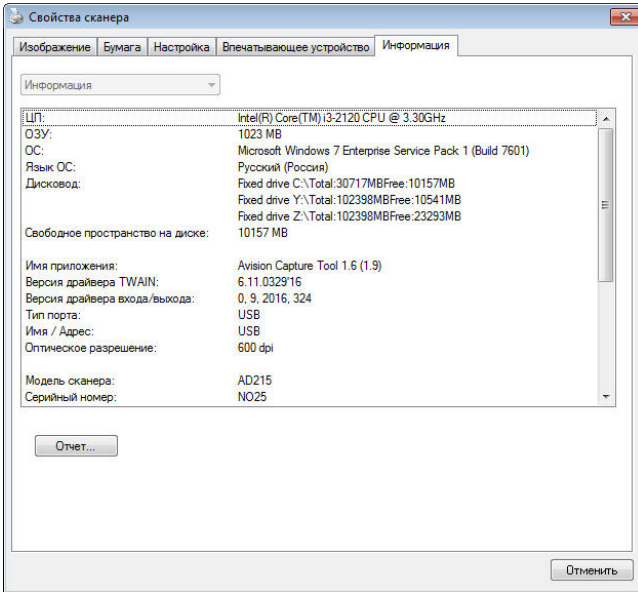 Свойства сканера
Изображение Бумага Настройка Впечатывающее устройство Информация
Информация
ЦП: Intel(R) Core(TM) i3-2120 CPU @ 3.30GHz
ОЗУ: 1023 MB
ОС: Microsoft Windows 7 Enterprise Service Pack 1 (Build 7601)
Язык ОС: Русский (Россия)
Дисковод: Fixed drive C:\Total:30717MBFree:10157MB
Fixed drive Y:\Total:102398MBFree:10541MB
Fixed drive Z:\Total:102398MBFree:23293MB
Свободное пространство на диске: 10157 MB
Имя приложения: Avision Capture Tool 1.6 (1.9)
Версия драйвера TWAIN: 6.11.0329'16
Версия драйвера входа/выхода: 0, 9, 2016, 324
Тип порта: USB
Имя / Адрес: USB
Оптическое разрешение: 600 dpi
Модель сканера: AD215
Серийный номер: NO25
Отчет...
Отменить